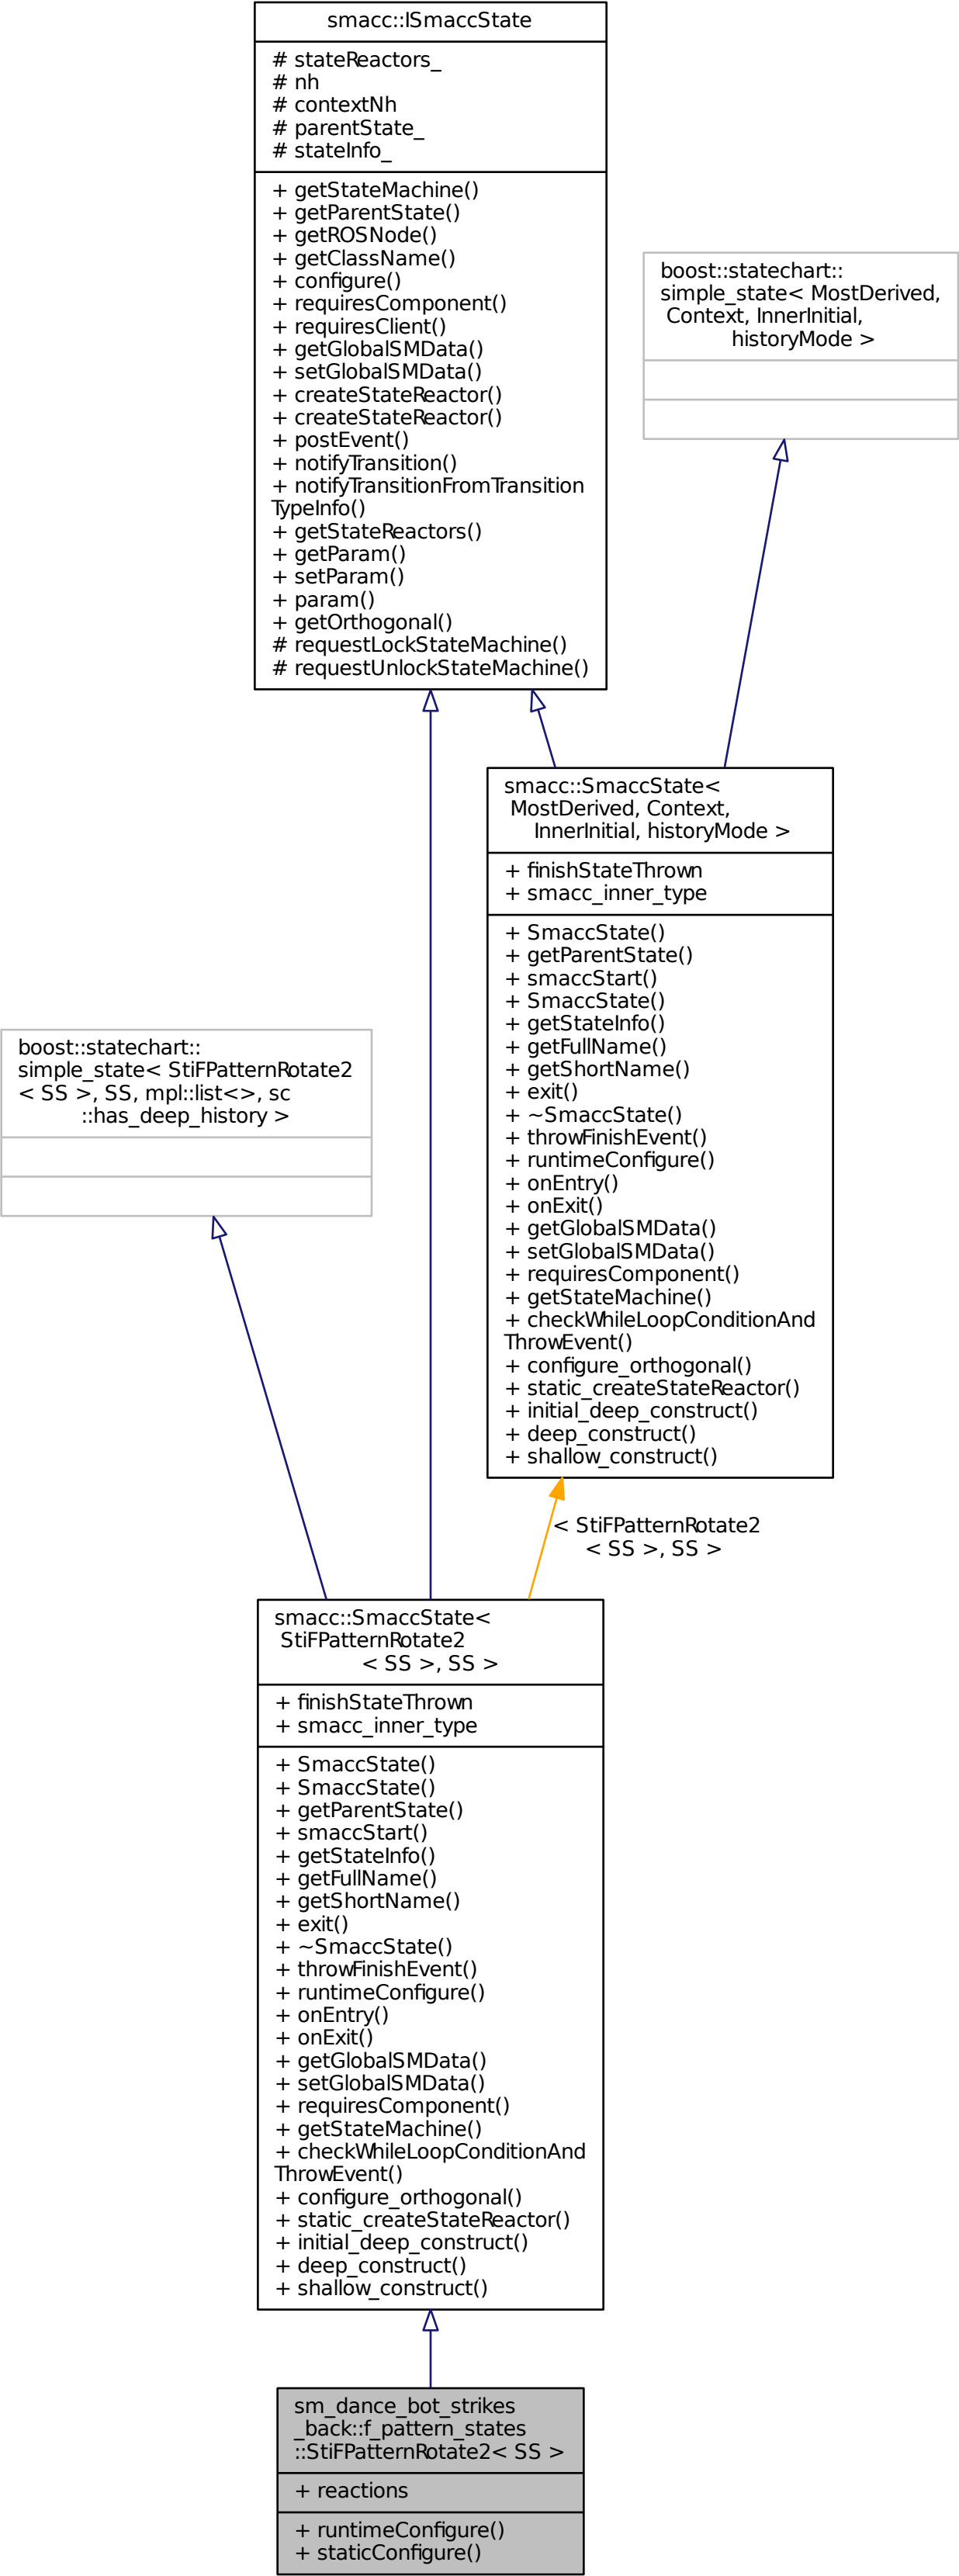 smacc::ISmaccState
# stateReactors_
# nh
# contextNh
# parentState_
# stateInfo_
+ getStateMachine()
+ getParentState()
+ getROSNode()
+ getClassName()
+ configure()
+ requiresComponent()
+ requiresClient()
+ getGlobalSMData()
+ setGlobalSMData()
+ createStateReactor()
+ createStateReactor()
+ postEvent()
+ notifyTransition()
+ notifyTransitionFromTransition
TypeInfo()
+ getStateReactors()
+ getParam()
+ setParam()
+ param()
+ getOrthogonal()
# requestLockStateMachine()
# requestUnlockStateMachine()
boost::statechart::
simple_state< MostDerived,
Context, InnerInitial,
historyMode >
smacc::SmaccState<
MostDerived, Context,
InnerInitial, historyMode >
+ finishStateThrown
+ smacc_inner_type
+ SmaccState()
+ getParentState()
+ smaccStart()
+ SmaccState()
+ getStateInfo()
+ getFullName()
+ getShortName()
+ exit()
+ ~SmaccState()
+ throwFinishEvent()
+ runtimeConfigure()
+ onEntry()
+ onExit()
+ getGlobalSMData()
+ setGlobalSMData()
+ requiresComponent()
+ getStateMachine()
+ checkWhileLoopConditionAnd
ThrowEvent()
+ configure_orthogonal()
+ static_createStateReactor()
+ initial_deep_construct()
+ deep_construct()
+ shallow_construct()
boost::statechart::
simple_state< StiFPatternRotate2
< SS >, SS, mpl::list<>, sc
::has_deep_history >
< StiFPatternRotate2
< SS >, SS >
smacc::SmaccState<
StiFPatternRotate2
< SS >, SS >
+ finishStateThrown
+ smacc_inner_type
+ SmaccState()
+ SmaccState()
+ getParentState()
+ smaccStart()
+ getStateInfo()
+ getFullName()
+ getShortName()
+ exit()
+ ~SmaccState()
+ throwFinishEvent()
+ runtimeConfigure()
+ onEntry()
+ onExit()
+ getGlobalSMData()
+ setGlobalSMData()
+ requiresComponent()
+ getStateMachine()
+ checkWhileLoopConditionAnd
ThrowEvent()
+ configure_orthogonal()
+ static_createStateReactor()
+ initial_deep_construct()
+ deep_construct()
+ shallow_construct()
sm_dance_bot_strikes
_back::f_pattern_states
::StiFPatternRotate2< SS >
+ reactions
+ runtimeConfigure()
+ staticConfigure()